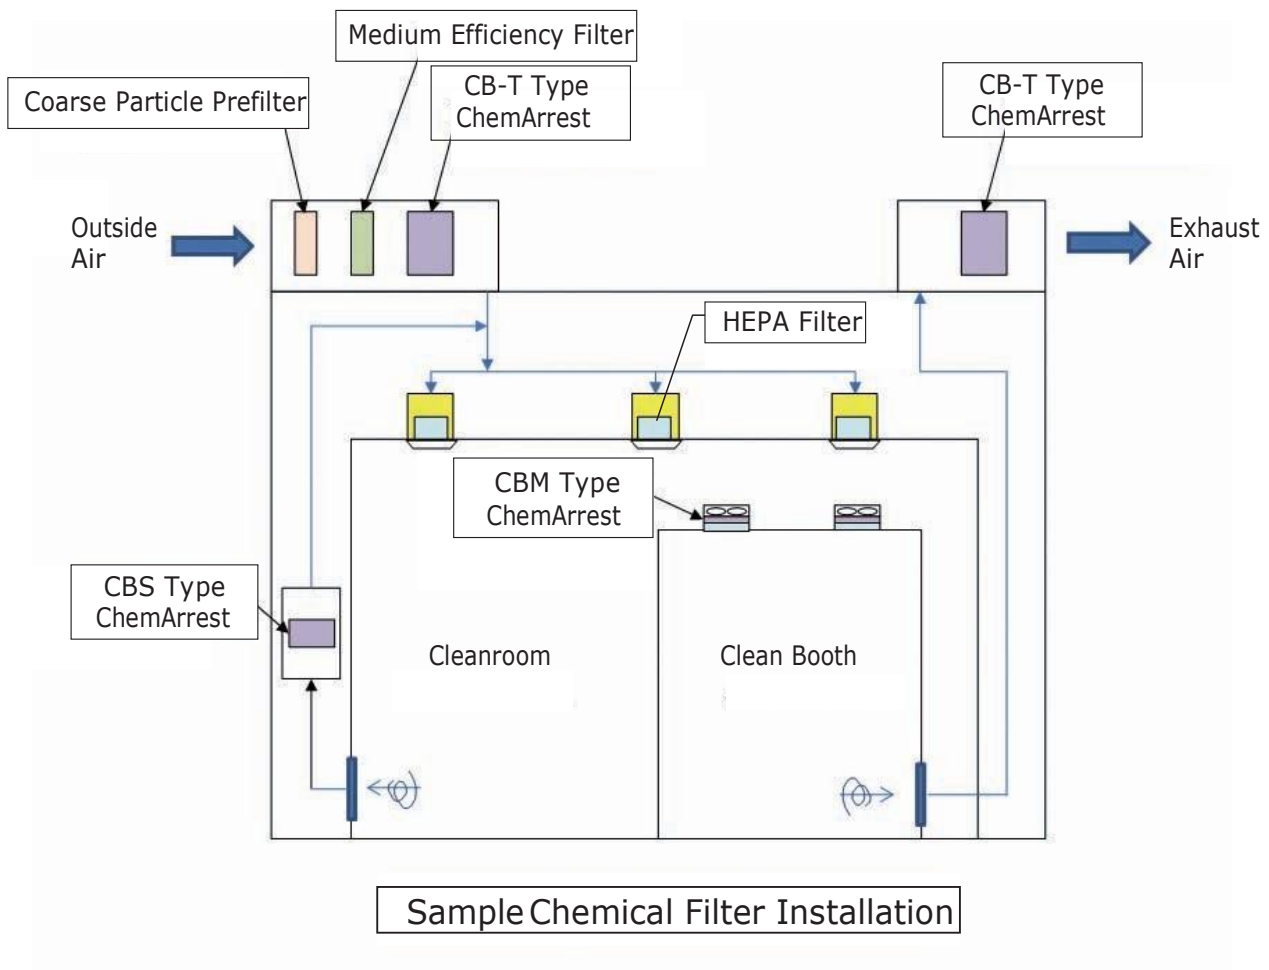 Medium Efficiency Filter
Coarse Particle Prefilter
CB-T Type
ChemArrest
CB-T Type
ChemArrest
Outside
Air
Exhaust
Air
HEPA Filter
CBM Type
ChemArrest
CBS Type
ChemArrest
Cleanroom
Clean Booth
Sample Chemical Filter Installation